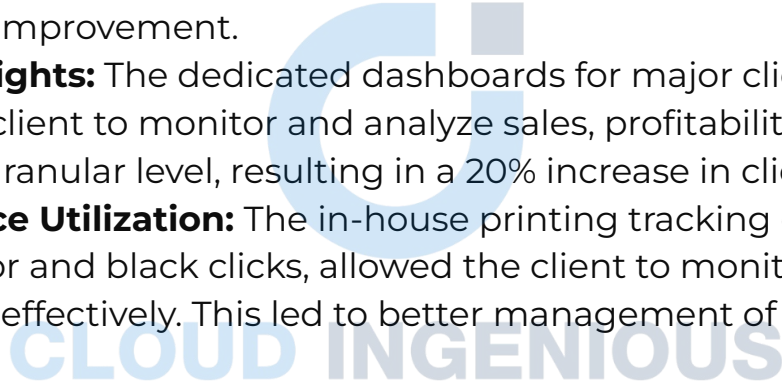 mprovement.
ights: The dedicated dashboards for major cli
client to monitor and analyze sales, profitabilit
ranular level, resulting in a 20% increase in cli
ce Utilization: The in-house printing tracking
or and black clicks, allowed the client to monit
effectively. This led to better management of
CLOUD INGENIOUS